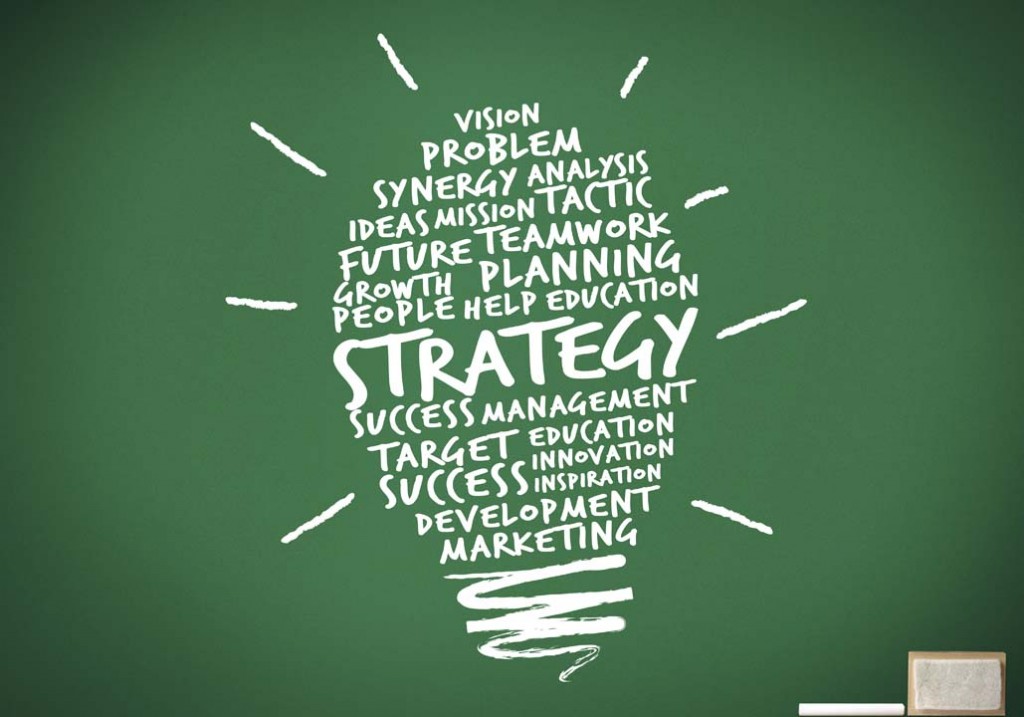 VISION
PROBLEM
SYNERGY ANALYSIS
IDEAS MISSION TACTIC
FUTURE TEAMWORK
GROWTH PLANNING
PEOPLE HELP EDUCATION
STRATEGY
SUCCESS MANAGEMENT
TARGET EDUCATION
INNOVATION
SUCCESS INSPIRATION
DEVELOPMENT
MARKETING